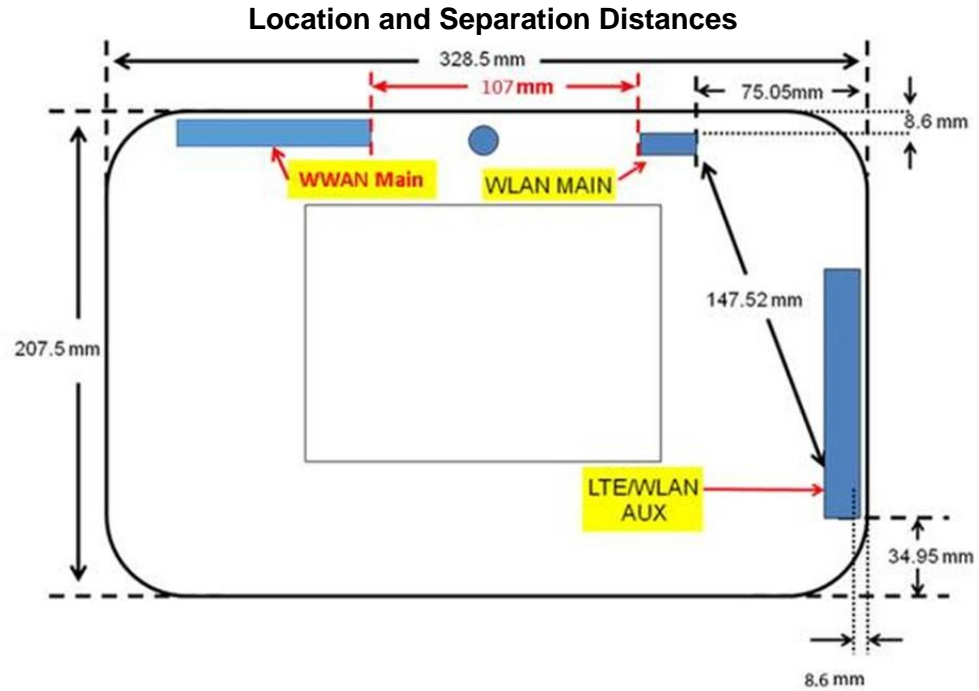 Location and Separation Distances
328.5 mm
107 mm
75.05mm
8.6 mm
WWAN Main
WLAN MAIN
147.52 mm
207.5 mm
LTE/WLAN
AUX
34.95 mm
8.6 mm